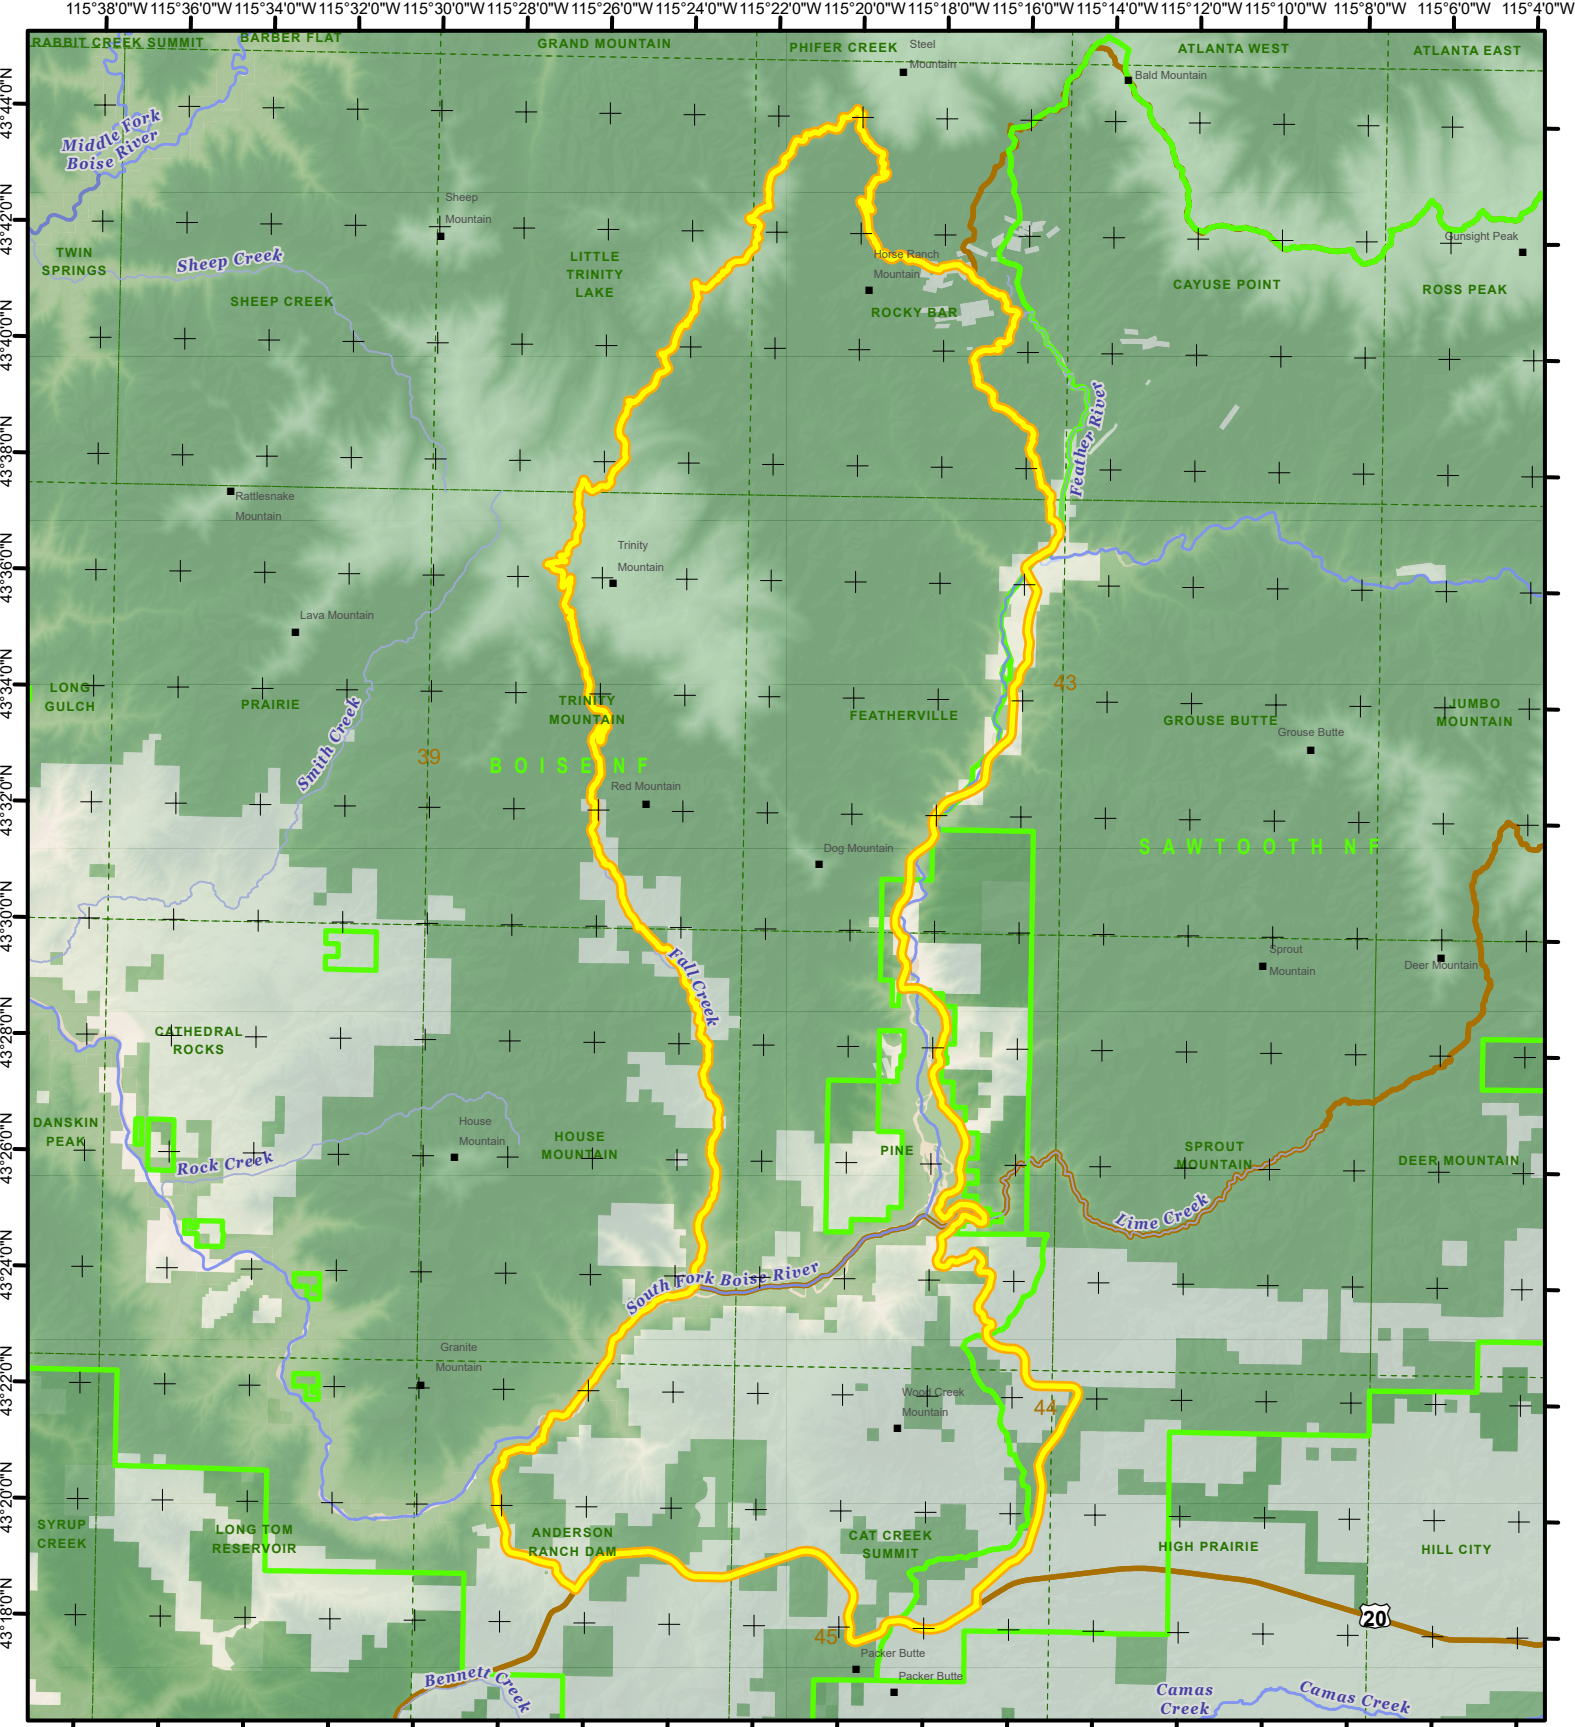 115°38'0"W 115°36'0"W 115°34'0"W 115°32'0"W 115°30'0"W 115°28'0"W 115°26'0"W 115°24'0"W 115°22'0"W 115°20'0"W 115°18'0"W 115°16'0"W 115°14'0"W 115°12'0"W 115°10'0"W 115°8'0"W 115°6'0"W 115°4'0"W
RABBIT CREEK SUMMIT
BARBER FLAT
GRAND MOUNTAIN
PHIFER CREEK
Steel
Mountain
ATLANTA WEST
ATLANTA EAST
Bald Mountain
43°44'0"N
Middle Fork
Boise River
Sheep
Mountain
43°42'0"N
TWIN
SPRINGS
Sheep Creek
SHEEP CREEK
LITTLE
TRINITY
LAKE
Horse Ranch
Mountain
ROCKY BAR
CAYUSE POINT
Gunsight Peak
ROSS PEAK
43°40'0"N
Feather River
43°38'0"N
Rattlesnake
Mountain
Trinity
Mountain
43°36'0"N
Lava Mountain
43°34'0"N
LONG
GULCH
PRAIRIE
TRINITY
MOUNTAIN
FEATHERVILLE
43
GROUSE BUTTE
Grouse Butte
JUMBO
MOUNTAIN
Smith Creek
39
BOISE NF
Red Mountain
43°32'0"N
Dog Mountain
SAWTOOTH NF
43°30'0"N
Fall Creek
Sprout
Mountain
Deer Mountain
43°28'0"N
CATHEDRAL
ROCKS
DANSKIN
PEAK
House
Mountain
HOUSE
MOUNTAIN
PINE
SPROUT
MOUNTAIN
DEER MOUNTAIN
43°26'0"N
Rock Creek
Lime Creek
43°24'0"N
South Fork Boise River
Granite
Mountain
43°22'0"N
Wood Creek
Mountain
44
43°20'0"N
SYRUP
CREEK
LONG TOM
RESERVOIR
ANDERSON
RANCH DAM
CAT CREEK
SUMMIT
HIGH PRAIRIE
HILL CITY
43°18'0"N
20
45
Packer Butte
Packer Butte
Bennett Creek
Camas
Creek
Camas Creek